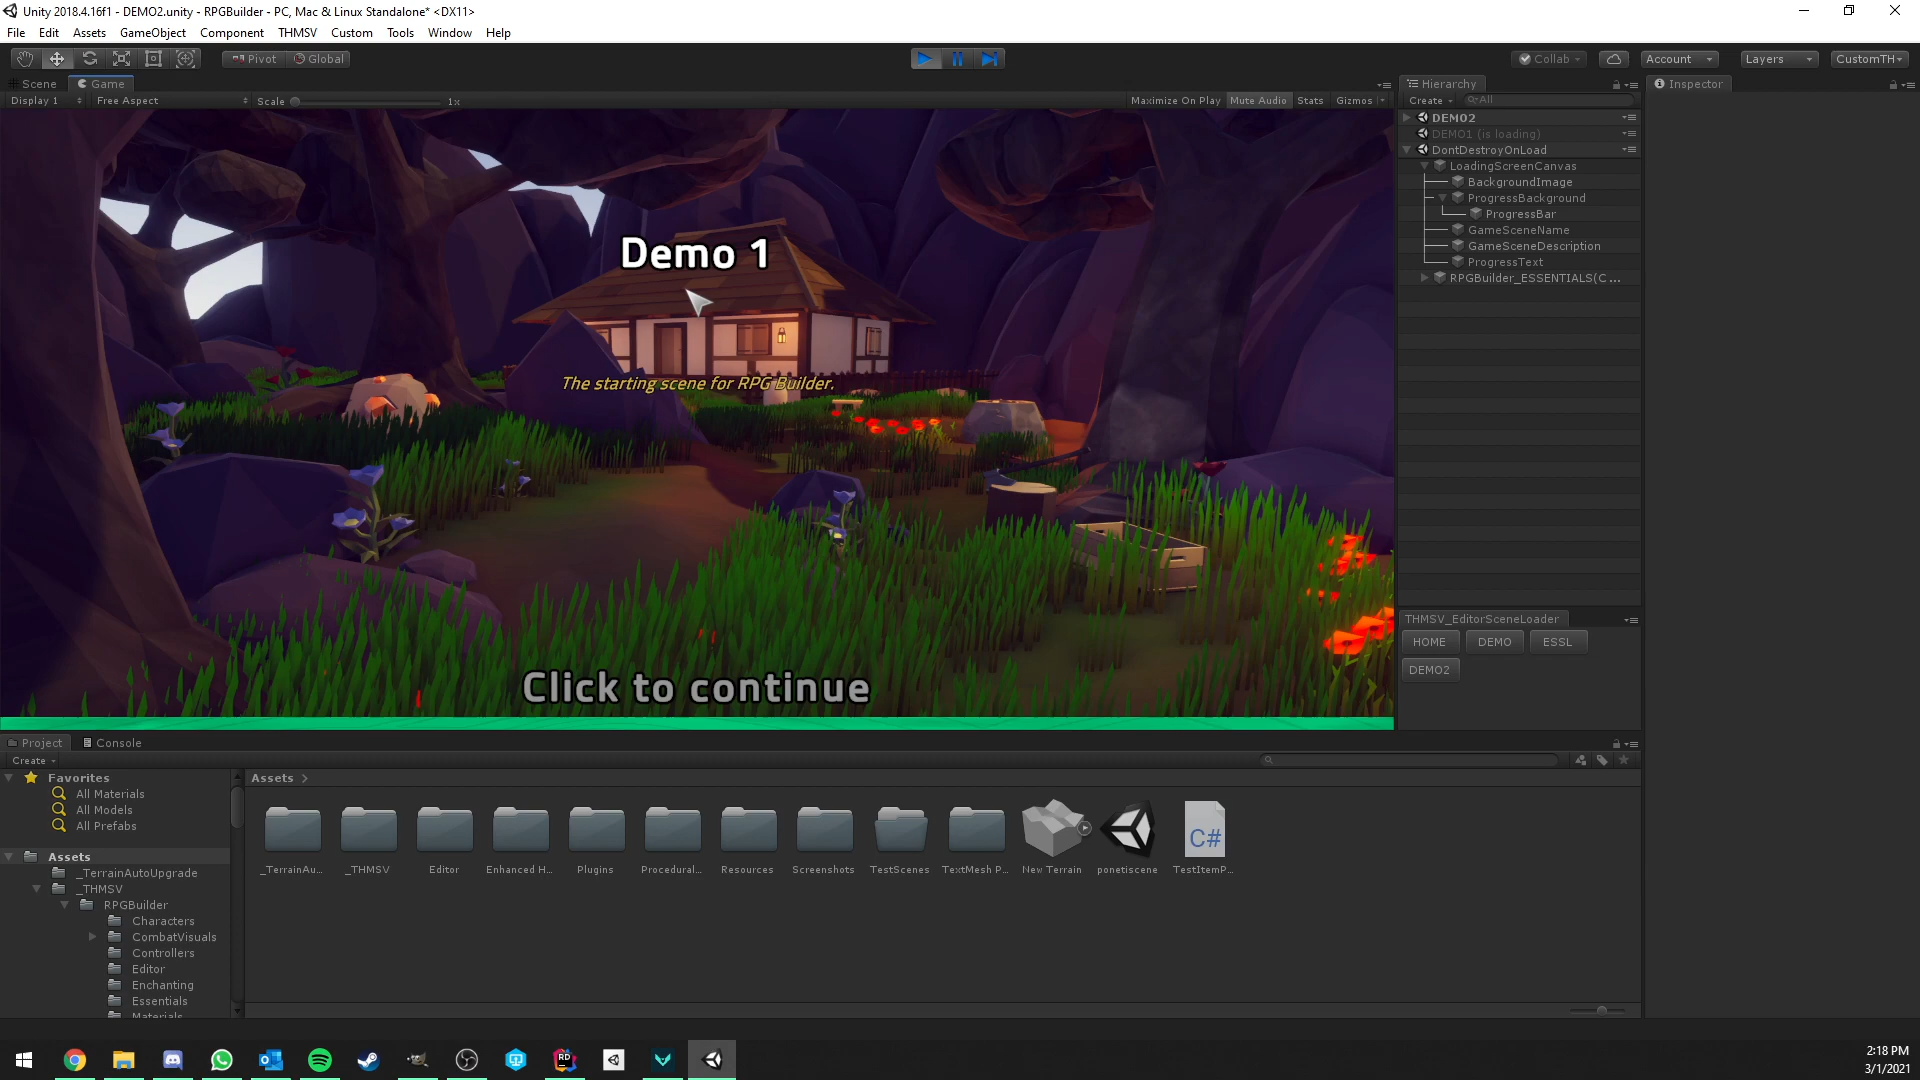 Unity 2018.4.16f1 - DEMO2.unity - RPGBuilder - PC, Mac & Linux Standalone* <DX11>
File Edit Assets GameObject Component THMSV Custom Tools Window Help
Pivot Global Collab Account Layers CustomTH
Scene Game
Display 1 Free Aspect Scale 1x Maximize On Play Mute Audio Stats Gizmos
Demo 1
The starting scene for RPG Builder.
Click to continue
Hierarchy
Create All
DEMO2
DEMO1 (is loading)
DontDestroyOnLoad
LoadingScreenCanvas
BackgroundImage
ProgressBackground
ProgressBar
GameSceneName
GameSceneDescription
ProgressText
RPGBuilder_ESSENTIALS(C...
Inspector
THMSV_EditorSceneLoader
HOME DEMO ESSL
DEMO2
Project Console
Create
Favorites
All Materials
All Models
All Prefabs
Assets
_TerrainAutoUpgrade
_THMSV
RPGBuilder
Characters
CombatVisuals
Controllers
Editor
Enchanting
Essentials
Materials
Assets
_TerrainAu... _THMSV Editor Enhanced H... Plugins Procedural... Resources Screenshots TestScenes TextMesh P... New Terrain ponetiscene TestItemP...
C#
RD
2:18 PM
3/1/2021